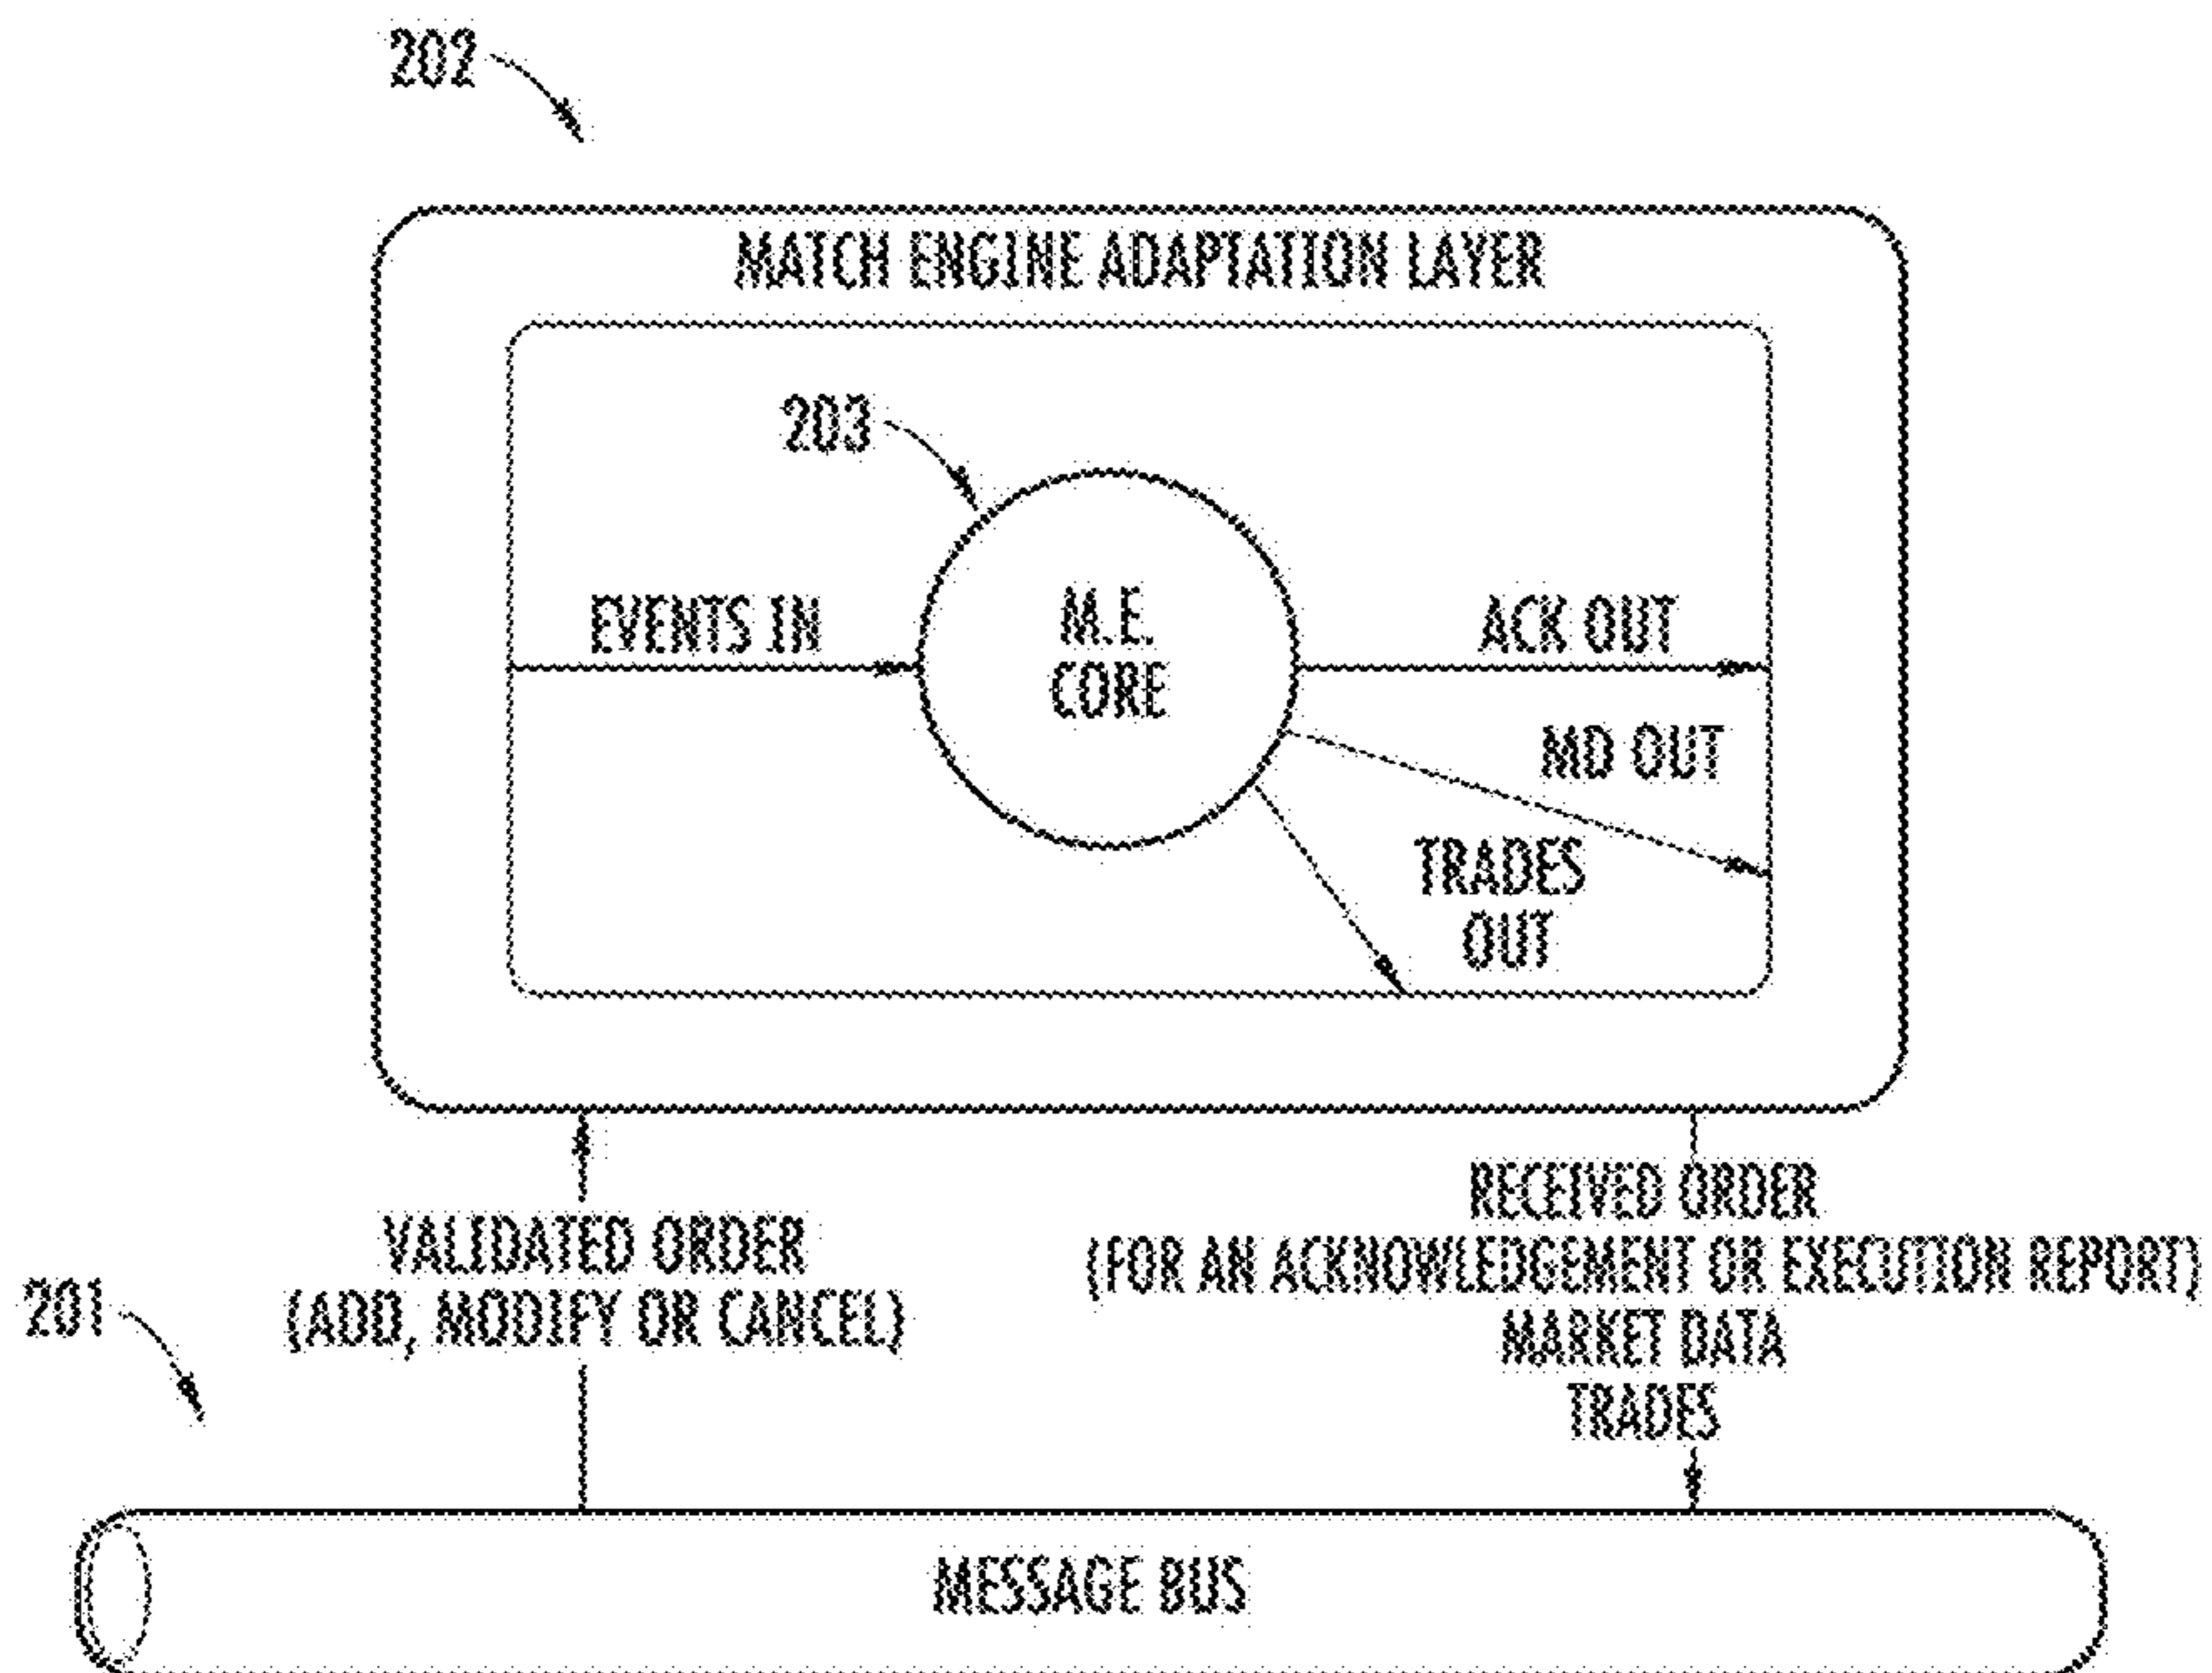 202
MATCH ENGINE ADAPTATION LAYER
203
EVENTS IN
M.E.
CORE
ACK OUT
MD OUT
TRADES
OUT
VALIDATED ORDER
(ADD, MODIFY OR CANCEL)
RECEIVED ORDER
(FOR AN ACKNOWLEDGEMENT OR EXECUTION REPORT)
MARKET DATA
TRADES
201
MESSAGE BUS